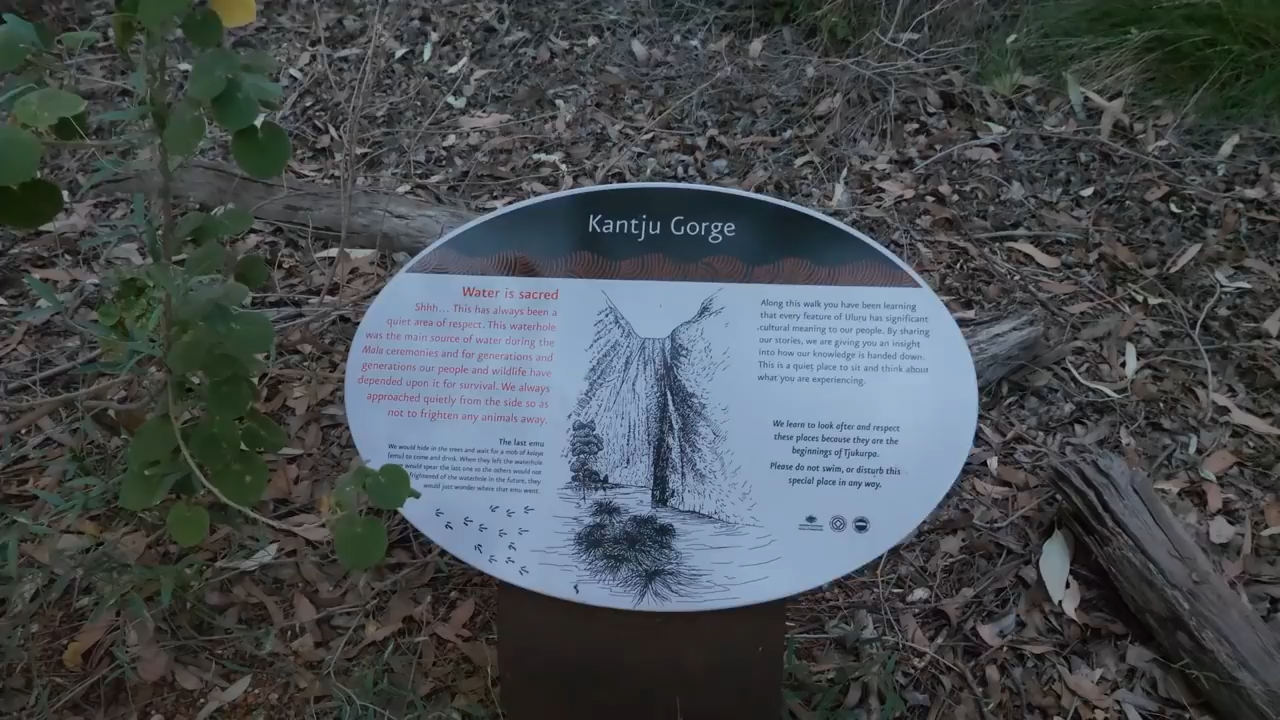 Kantju Gorge
Water is sacred
Shhh... This has always been a
quiet area of respect. This waterhole
was the main source of water during the
Mala ceremonies and for generations and
generations our people and wildlife have
depended upon it for survival. We always
approached quietly from the side so as
not to frighten any animals away.
The last emu
We would hide in the trees and wait for a mob of kalaya
(emu) to come and drink. When they left the waterhole
would spear the last one so the others would not
frightened of the waterhole in the future, they
would just wonder where that emu went.
Along this walk you have been learning
that every feature of Uluru has significant
cultural meaning to our people. By sharing
our stories, we are giving you an insight
into how our knowledge is handed down.
This is a quiet place to sit and think about
what you are experiencing.
We learn to look after and respect
these places because they are the
beginnings of Tjukurpa.
Please do not swim, or disturb this
special place in any way.